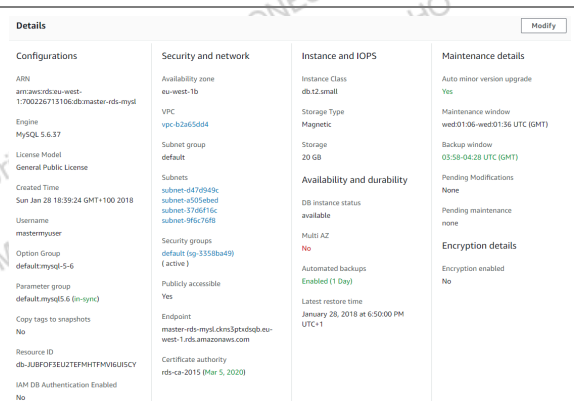 Details
Modify
Configurations
ARN
arn:aws:rds:eu-west-
1:700226713106:db:master-rds-mysl
Engine
MySQL 5.6.37
License Model
General Public License
Created Time
Sun Jan 28 18:39:24 GMT+100 2018
Username
mastermyuser
Option Group
default:mysql-5-6
Parameter group
default.mysql5.6 (in-sync)
Copy tags to snapshots
No
Resource ID
db-JUBFOF3EU2TEFMHTFMVI6UI5CY
IAM DB Authentication Enabled
No
Security and network
Availability zone
eu-west-1b
VPC
vpc-b2a65dd4
Subnet group
default
Subnets
subnet-d47d949c
subnet-a505ebed
subnet-37d6f16c
subnet-9f6c76f8
Security groups
default (sg-3358ba49)
( active )
Publicly accessible
Yes
Endpoint
master-rds-mysl.ckns3ptxdsqb.eu-
west-1.rds.amazonaws.com
Certificate authority
rds-ca-2015 (Mar 5, 2020)
Instance and IOPS
Instance Class
db.t2.small
Storage Type
Magnetic
Storage
20 GB
Availability and durability
DB instance status
available
Multi AZ
No
Automated backups
Enabled (1 Day)
Latest restore time
January 28, 2018 at 6:50:00 PM
UTC+1
Maintenance details
Auto minor version upgrade
Yes
Maintenance window
wed:01:06-wed:01:36 UTC (GMT)
Backup window
03:58-04:28 UTC (GMT)
Pending Modifications
None
Pending maintenance
none
Encryption details
Encryption enabled
No